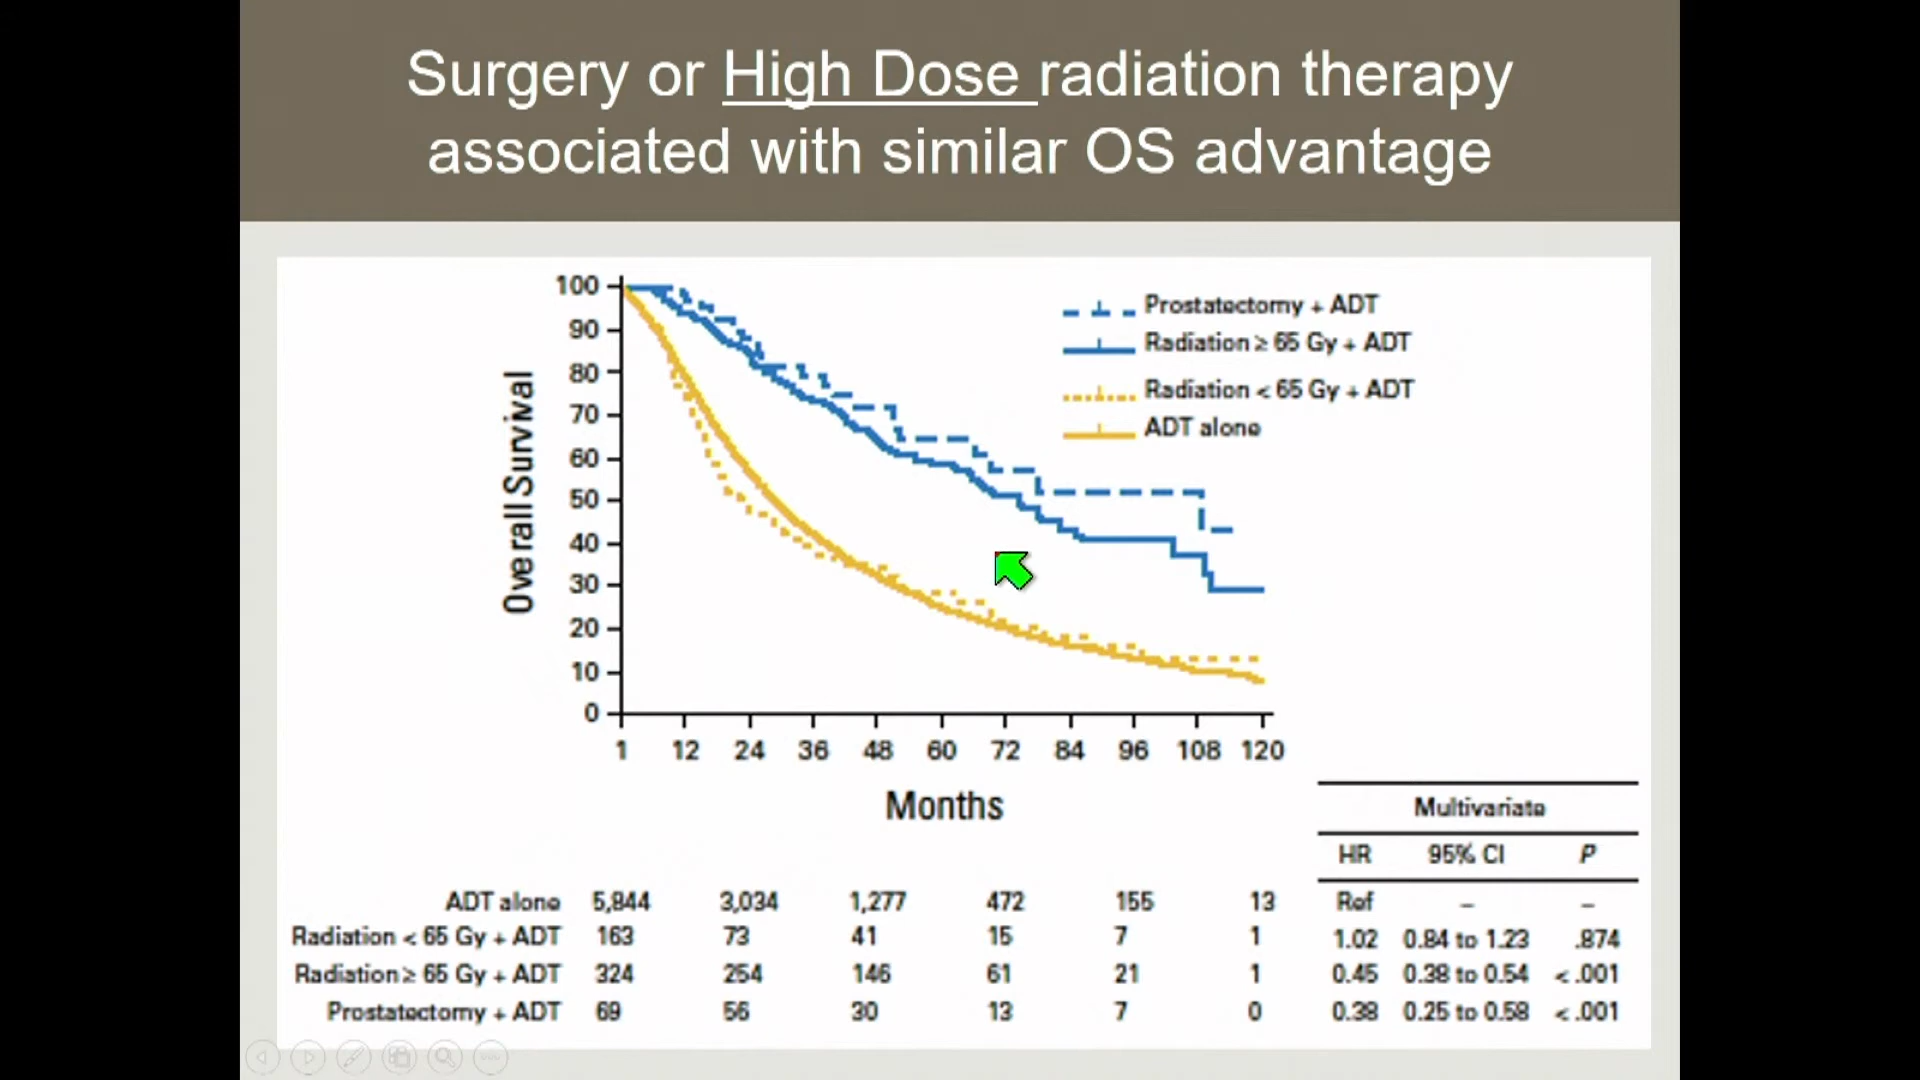 Surgery or High Dose radiation therapy
associated with similar OS advantage
Overall Survival
100
90
80
70
60
50
40
30
20
10
0
1 12 24 36 48 60 72 84 96 108 120
Months
Prostatectomy + ADT
Radiation ≥ 65 Gy + ADT
Radiation < 65 Gy + ADT
ADT alone
Multivariate
HR 95% CI P
ADT alone 5,844 3,034 1,277 472 155 13 Ref – –
Radiation < 65 Gy + ADT 163 73 41 15 7 1 1.02 0.84 to 1.23 .874
Radiation ≥ 65 Gy + ADT 324 254 146 61 21 1 0.45 0.38 to 0.54 < .001
Prostatectomy + ADT 69 56 30 13 7 0 0.38 0.25 to 0.58 < .001